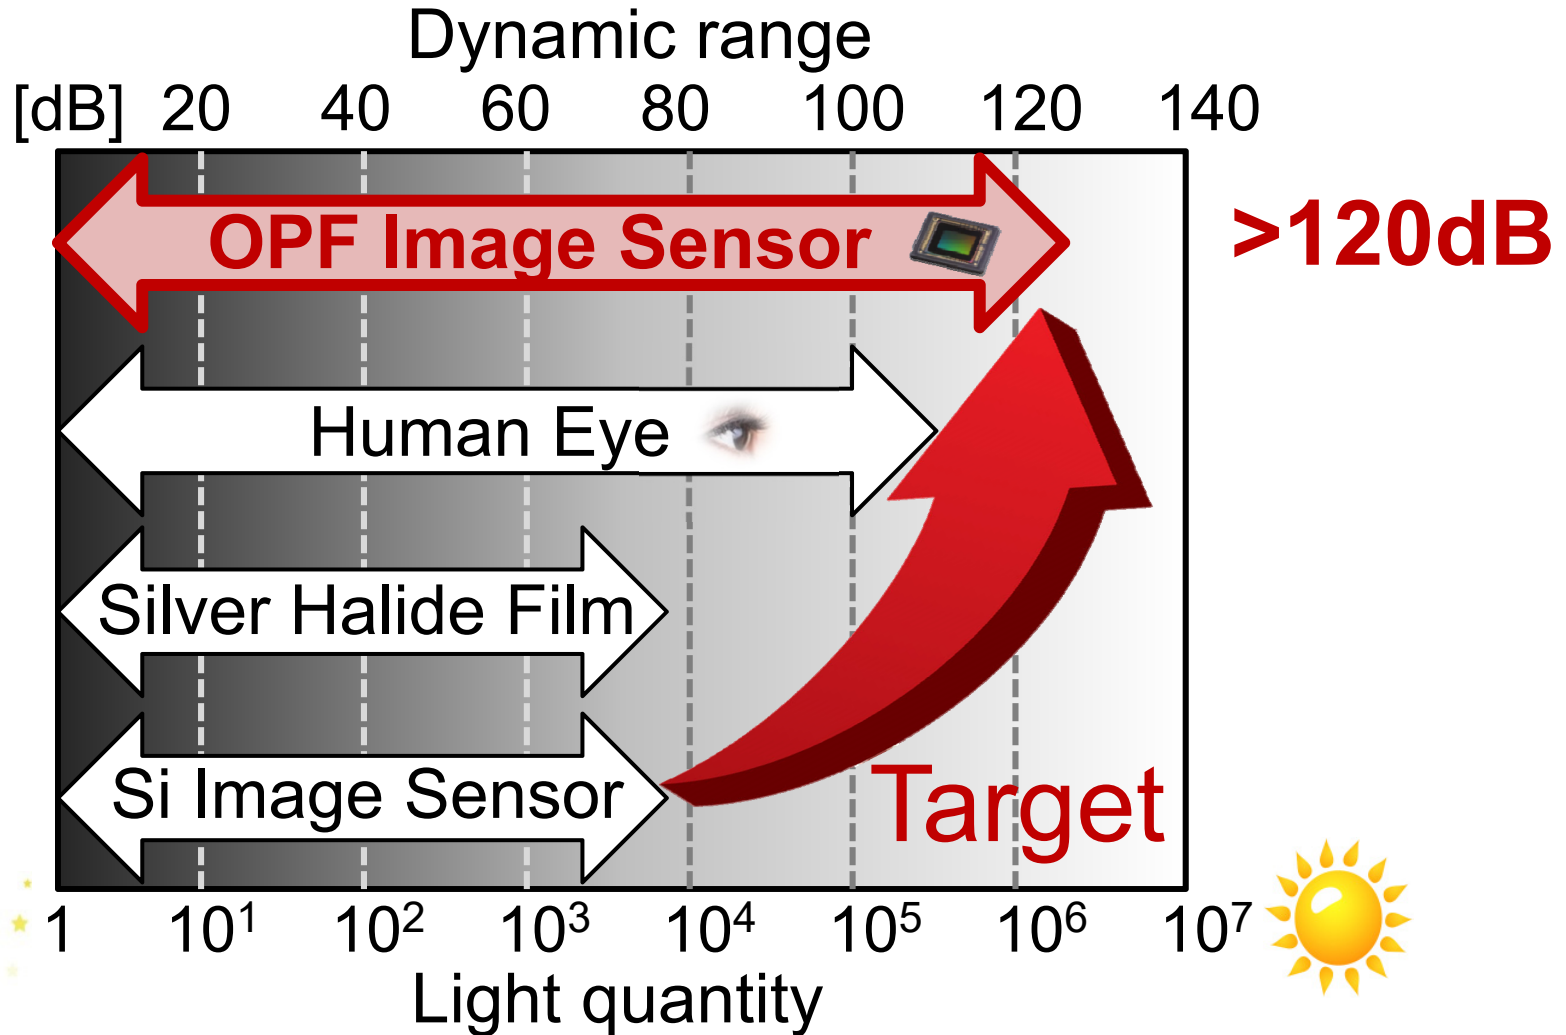 Dynamic range
[dB] 20 40 60 80 100 120 140
OPF Image Sensor
>120dB
Human Eye
Silver Halide Film
Si Image Sensor
Target
1 10¹ 10² 10³ 10⁴ 10⁵ 10⁶ 10⁷
Light quantity